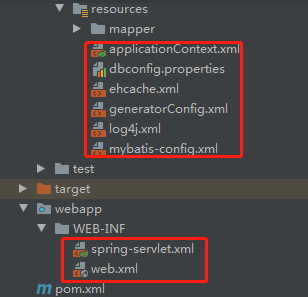 resources
mapper
applicationContext.xml
dbconfig.properties
ehcache.xml
generatorConfig.xml
log4j.xml
mybatis-config.xml
test
target
webapp
WEB-INF
spring-servlet.xml
web.xml
pom.xml